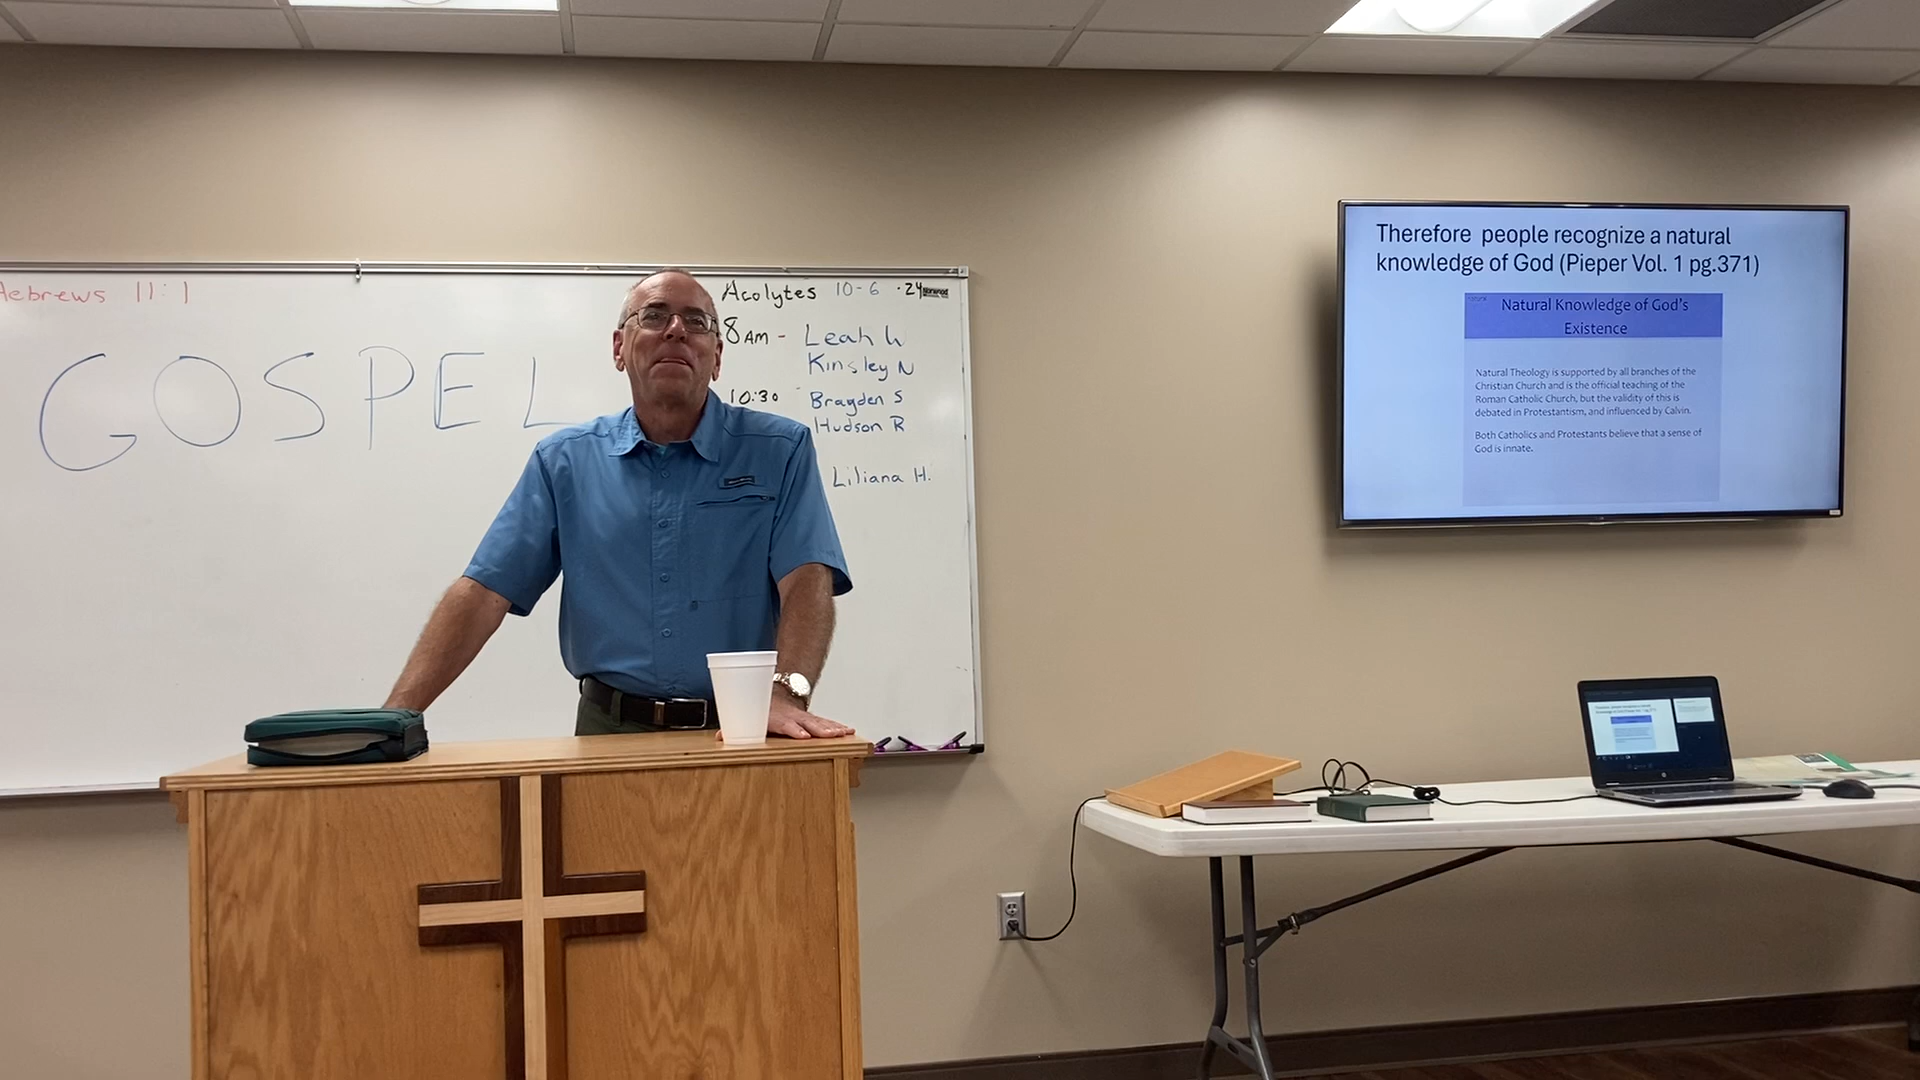 Hebrews 11:1
GOSPEL
Acolytes 10-6-24
8 AM - Leah W
Kinsley N
10:30 Brayden S
Hudson R
Liliana H.
Therefore people recognize a natural
knowledge of God (Pieper Vol. 1 pg.371)
Natural Knowledge of God's
Existence
Natural Theology is supported by all branches of the
Christian Church and is the official teaching of the
Roman Catholic Church, but the validity of this is
debated in Protestantism, and influenced by Calvin.
Both Catholics and Protestants believe that a sense of
God is innate.